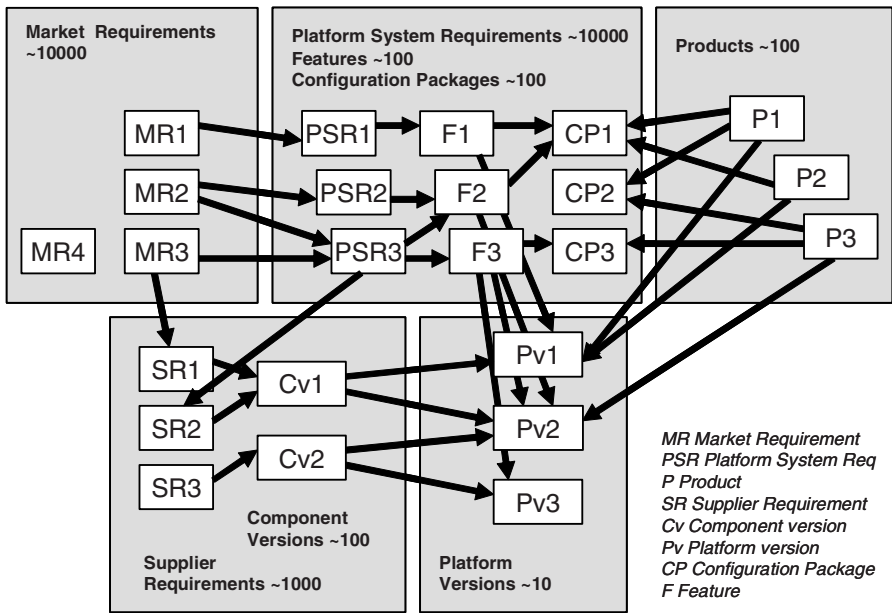 Market Requirements
~10000
Platform System Requirements ~10000
Features ~100
Configuration Packages ~100
Products ~100
MR1
PSR1
F1
CP1
P1
MR2
PSR2
F2
CP2
P2
MR4
MR3
PSR3
F3
CP3
P3
SR1
Cv1
Pv1
SR2
Cv2
Pv2
SR3
Pv3
Component
Versions ~100
Supplier
Requirements ~1000
Platform
Versions ~10
MR Market Requirement
PSR Platform System Req
P Product
SR Supplier Requirement
Cv Component version
Pv Platform version
CP Configuration Package
F Feature